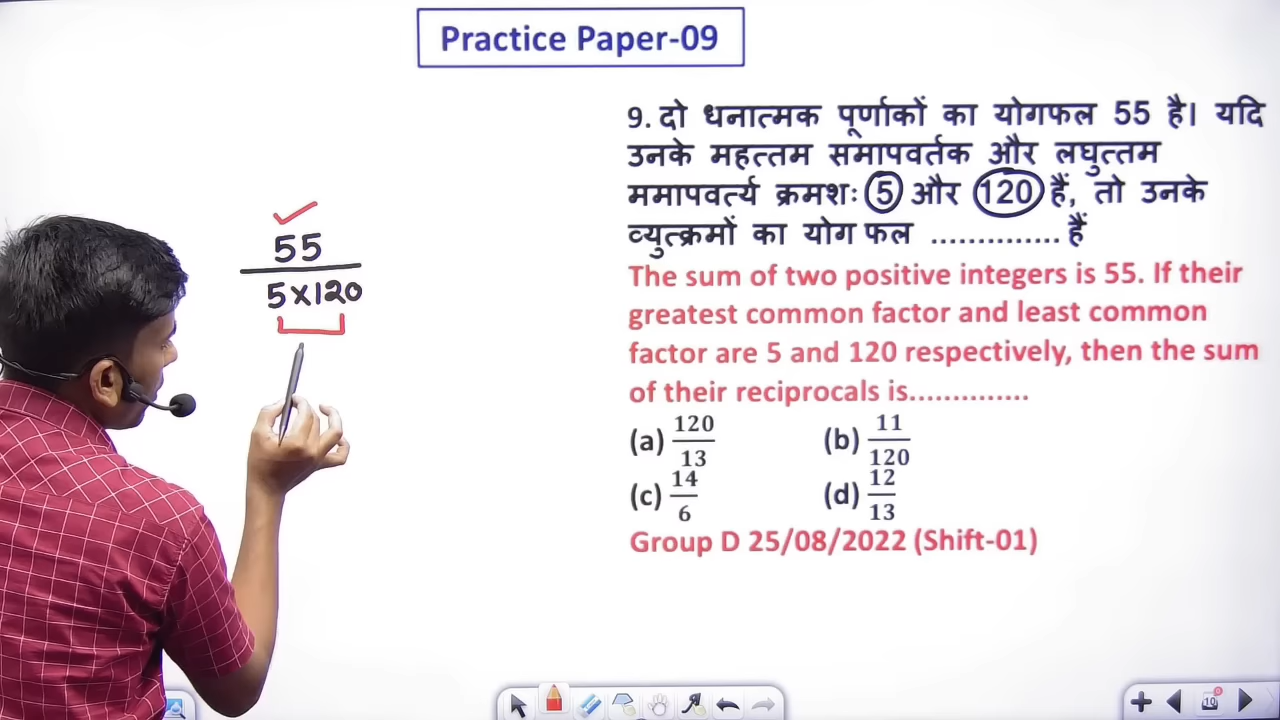 Practice Paper-09
9. दो धनात्मक पूर्णाकों का योगफल 55 है। यदि
उनके महत्तम समापवर्तक और लघुत्तम
ममापवर्त्य क्रमशः 5 और 120 हैं, तो उनके
व्युत्क्रमों का योग फल .............. हैं
The sum of two positive integers is 55. If their
greatest common factor and least common
factor are 5 and 120 respectively, then the sum
of their reciprocals is..............
(a) 120/13 (b) 11/120
(c) 14/6 (d) 12/13
Group D 25/08/2022 (Shift-01)
55
5×120
10